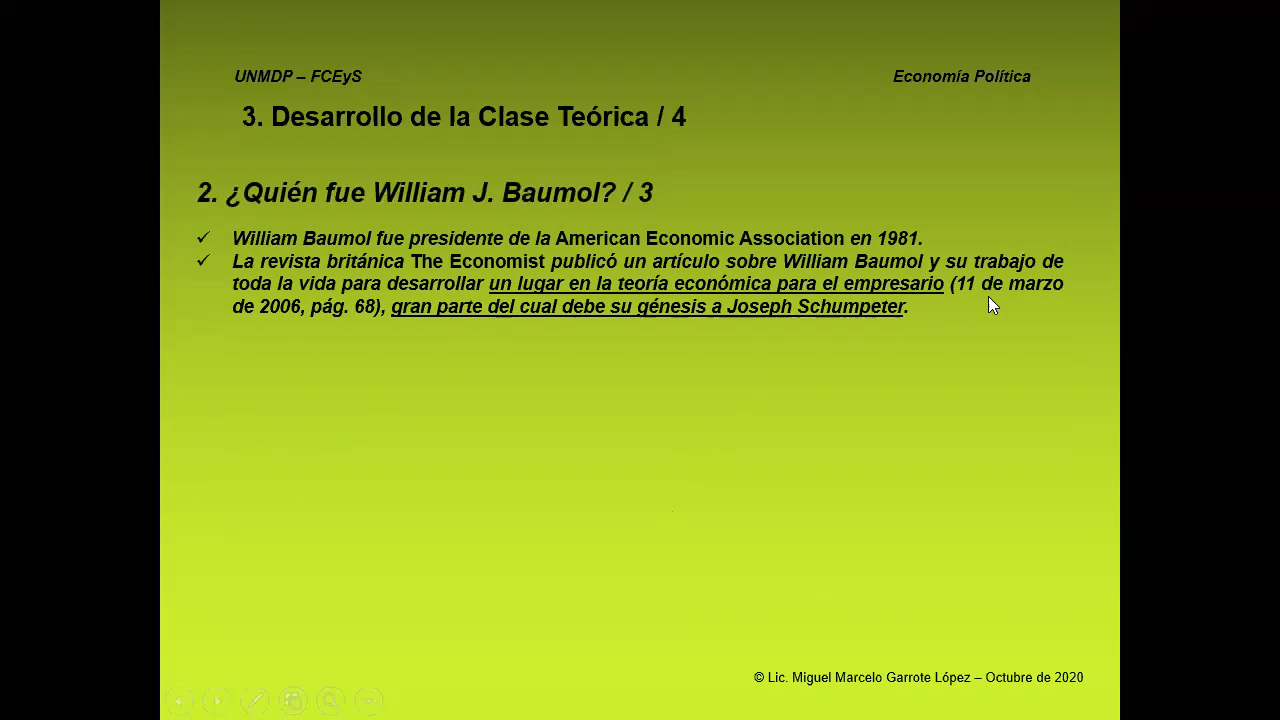 UNMDP – FCEyS
Economía Política
3. Desarrollo de la Clase Teórica / 4
2. ¿Quién fue William J. Baumol? / 3
✓ William Baumol fue presidente de la American Economic Association en 1981.
✓ La revista británica The Economist publicó un artículo sobre William Baumol y su trabajo de
toda la vida para desarrollar un lugar en la teoría económica para el empresario (11 de marzo
de 2006, pág. 68), gran parte del cual debe su génesis a Joseph Schumpeter.
© Lic. Miguel Marcelo Garrote López – Octubre de 2020